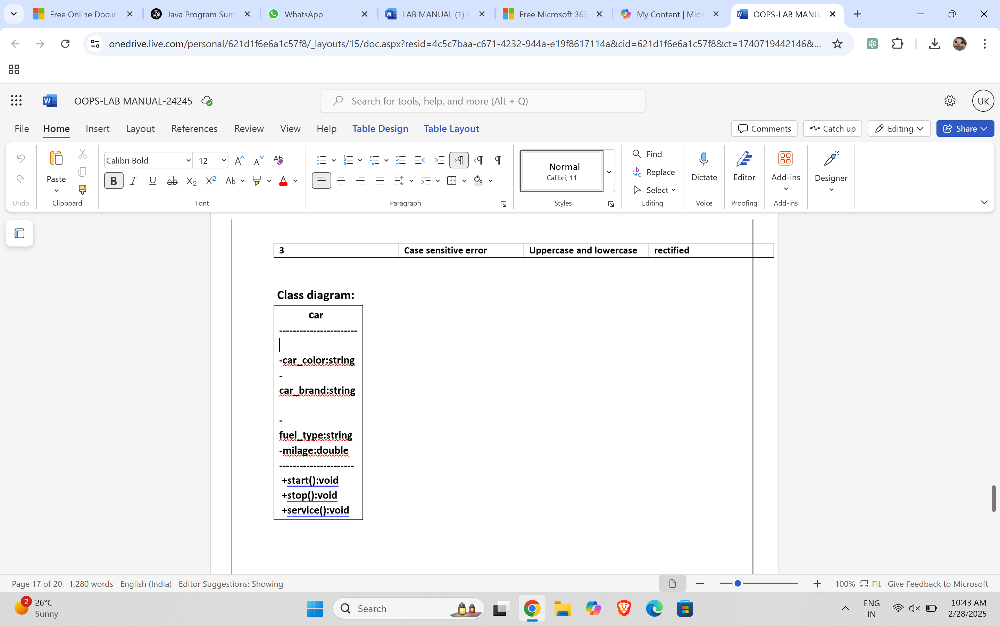 Free Online Docum
Java Program Sum
WhatsApp
LAB MANUAL (1) 5
Free Microsoft 365
My Content | Micr
OOPS-LAB MANU
onedrive.live.com/personal/621d1f6e6a1c57f8/_layouts/15/doc.aspx?resid=4c5c7baa-c671-4232-944a-e19f8617114a&cid=621d1f6e6a1c57f8&ct=1740719442146&...
OOPS-LAB MANUAL-24245
Search for tools, help, and more (Alt + Q)
UK
File Home Insert Layout References Review View Help Table Design Table Layout
Comments Catch up Editing Share
Paste
Undo Clipboard
Calibri Bold 12
Font
Paragraph
Normal
Calibri, 11
Styles
Find
Replace
Select
Editing
Dictate
Voice
Editor
Proofing
Add-ins
Add-ins
Designer
3 Case sensitive error Uppercase and lowercase rectified
Class diagram:
car
-----------------------
-car_color:string
-
car_brand:string
-
fuel_type:string
-milage:double
----------------------
+start():void
+stop():void
+service():void
Page 17 of 20 1,280 words English (India) Editor Suggestions: Showing
100% Fit Give Feedback to Microsoft
2
26°C
Sunny
Search
ENG
IN
10:43 AM
2/28/2025